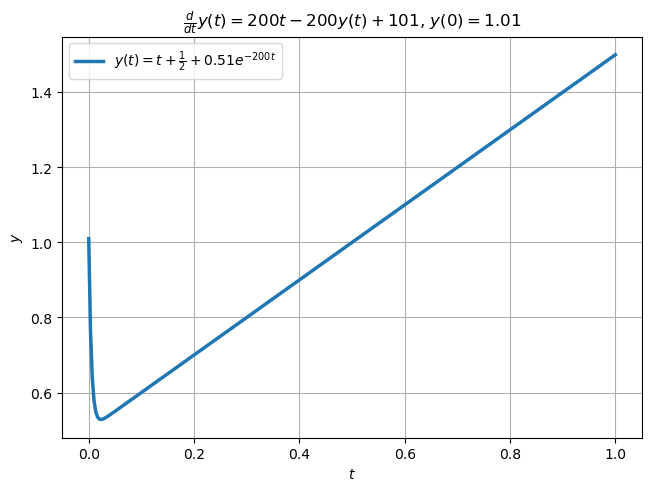 d/dt y(t) = 200t − 200y(t) + 101, y(0) = 1.01
y(t) = t + 1/2 + 0.51e^{−200t}
y
1.4
1.2
1.0
0.8
0.6
0.0 0.2 0.4 0.6 0.8 1.0
t